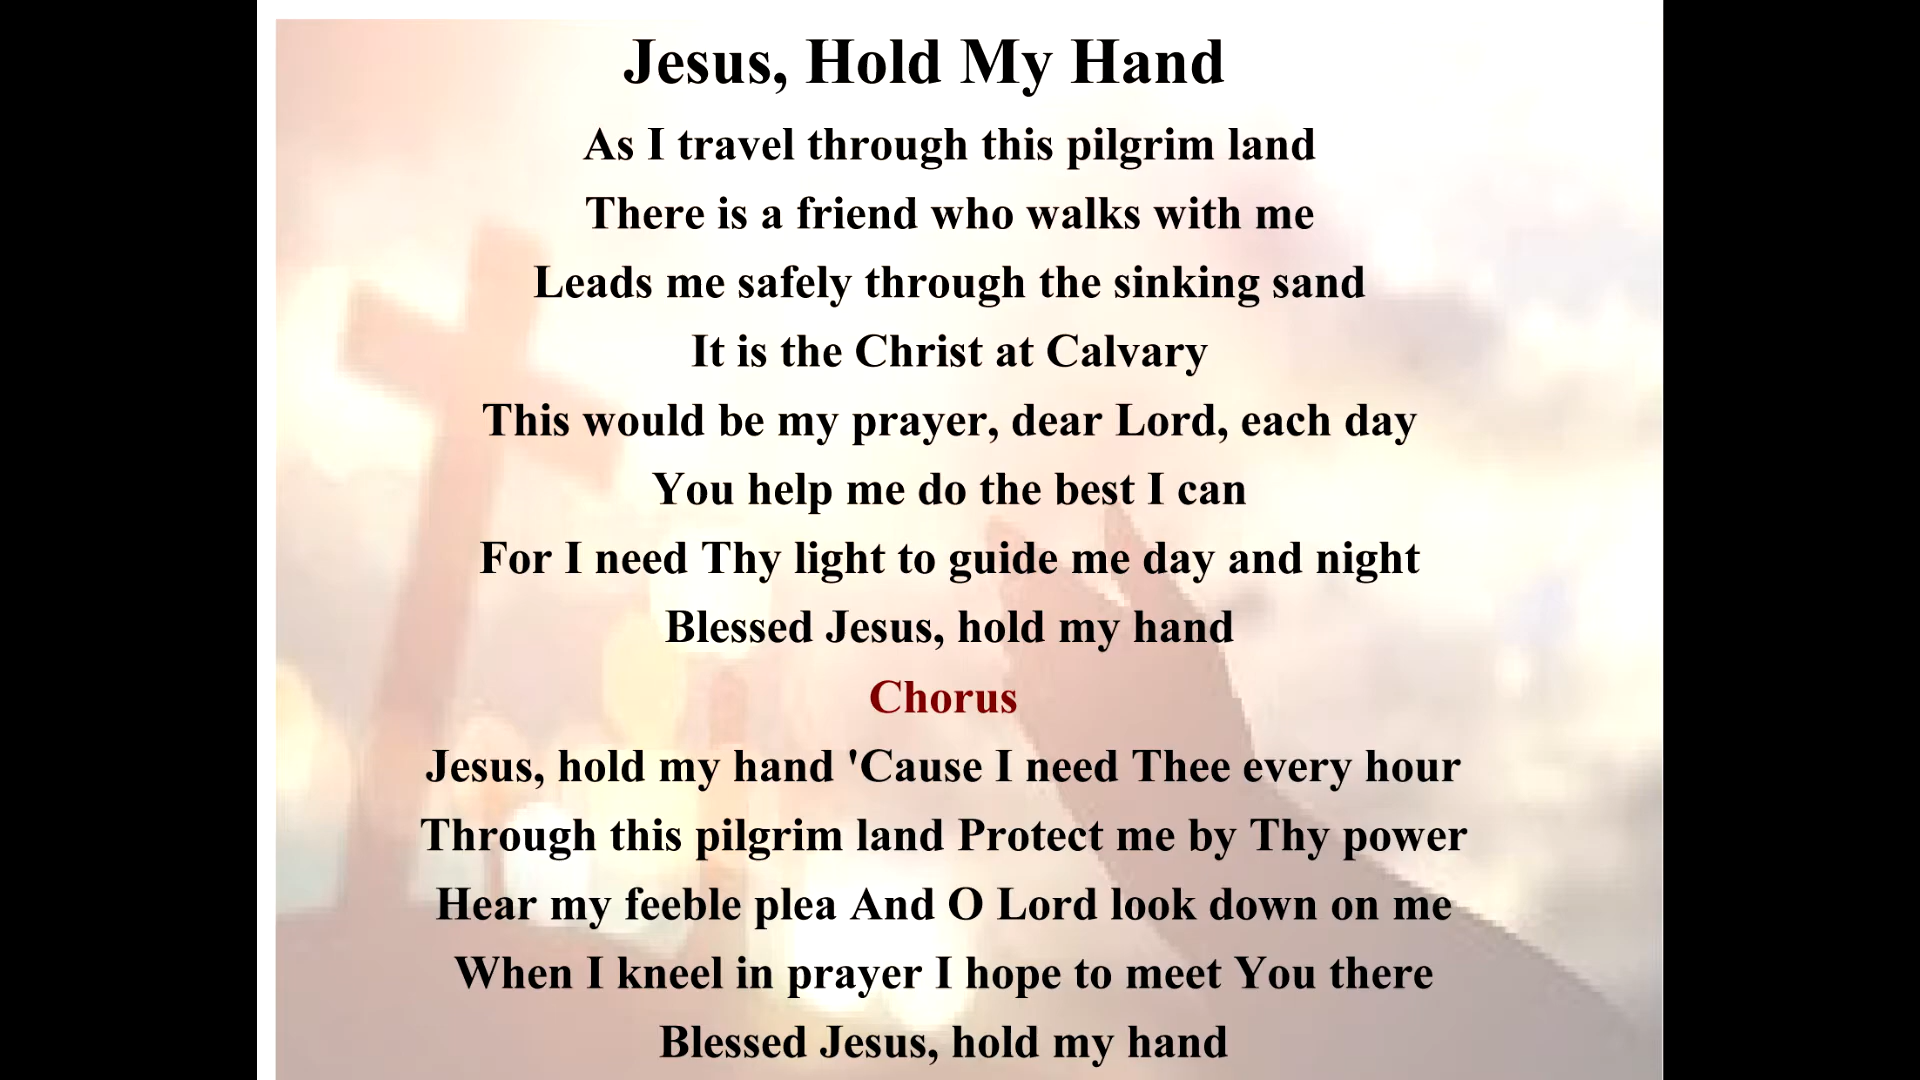 Jesus, Hold My Hand
As I travel through this pilgrim land
There is a friend who walks with me
Leads me safely through the sinking sand
It is the Christ at Calvary
This would be my prayer, dear Lord, each day
You help me do the best I can
For I need Thy light to guide me day and night
Blessed Jesus, hold my hand
Chorus
Jesus, hold my hand 'Cause I need Thee every hour
Through this pilgrim land Protect me by Thy power
Hear my feeble plea And O Lord look down on me
When I kneel in prayer I hope to meet You there
Blessed Jesus, hold my hand